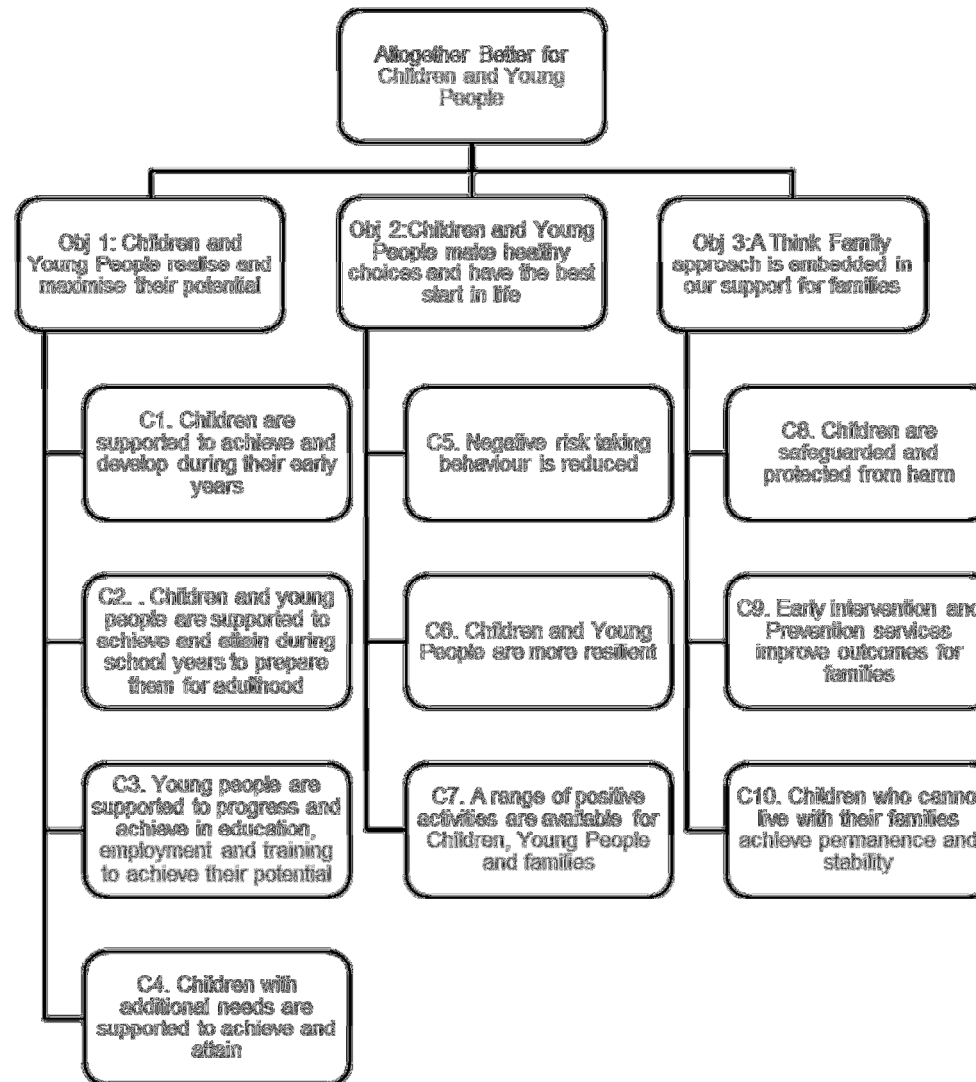 Altogether Better for
Children and Young
People
Obj 1: Children and
Young People realise and
maximise their potential
Obj 2:Children and Young
People make healthy
choices and have the best
start in life
Obj 3:A Think Family
approach is embedded in
our support for families
C1. Children are
supported to achieve and
develop during their early
years
C2. . Children and young
people are supported to
achieve and attain during
school years to prepare
them for adulthood
C3. Young people are
supported to progress and
achieve in education,
employment and training
to achieve their potential
C4. Children with
additional needs are
supported to achieve and
attain
C5. Negative risk taking
behaviour is reduced
C6. Children and Young
People are more resilient
C7. A range of positive
activities are available for
Children, Young People
and families
C8. Children are
safeguarded and
protected from harm
C9. Early intervention and
Prevention services
improve outcomes for
families
C10. Children who cannot
live with their families
achieve permanence and
stability